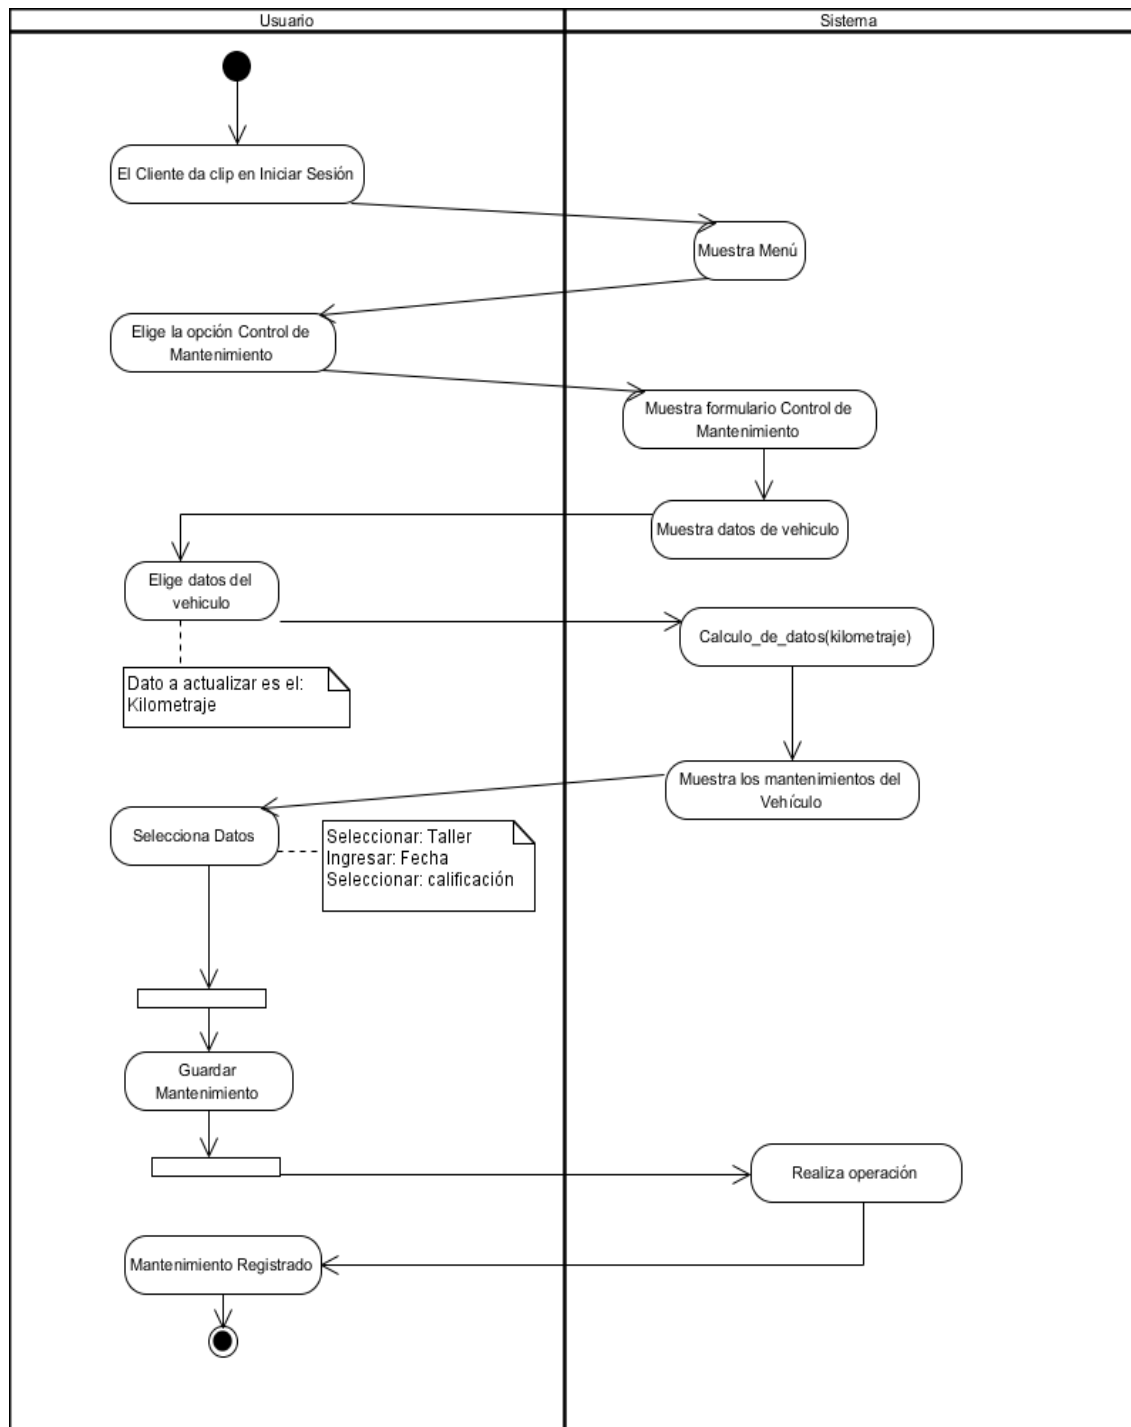 Usuario
Sistema
El Cliente da clip en Iniciar Sesión
Muestra Menú
Elige la opción Control de
Mantenimiento
Muestra formulario Control de
Mantenimiento
Muestra datos de vehiculo
Elige datos del
vehiculo
Calculo_de_datos(kilometraje)
Dato a actualizar es el:
Kilometraje
Muestra los mantenimientos del
Vehículo
Selecciona Datos
Seleccionar: Taller
Ingresar: Fecha
Seleccionar: calificación
Guardar
Mantenimiento
Realiza operación
Mantenimiento Registrado